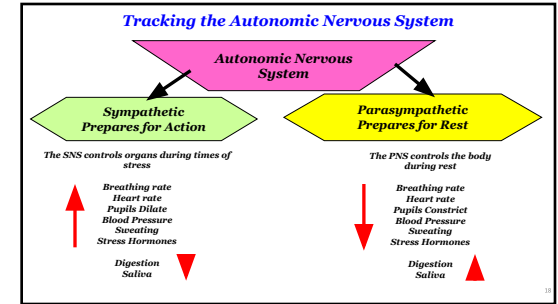 Tracking the Autonomic Nervous System
Autonomic Nervous
System
Sympathetic
Prepares for Action
Parasympathetic
Prepares for Rest
The SNS controls organs during times of
stress
Breathing rate
Heart rate
Pupils Dilate
Blood Pressure
Sweating
Stress Hormones
Digestion
Saliva
The PNS controls the body
during rest
Breathing rate
Heart rate
Pupils Constrict
Blood Pressure
Sweating
Stress Hormones
Digestion
Saliva
18